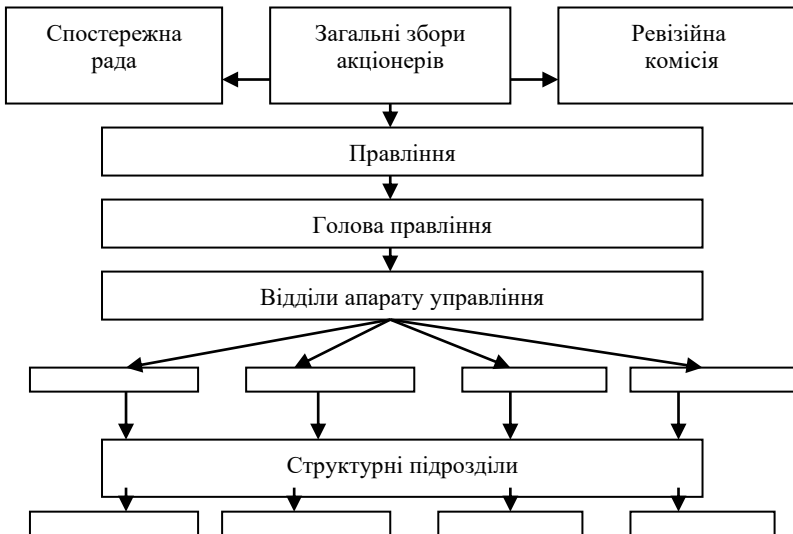 Спостережна
рада
Загальні збори
акціонерів
Ревізійна
комісія
Правління
Голова правління
Відділи апарату управління
Структурні підрозділи